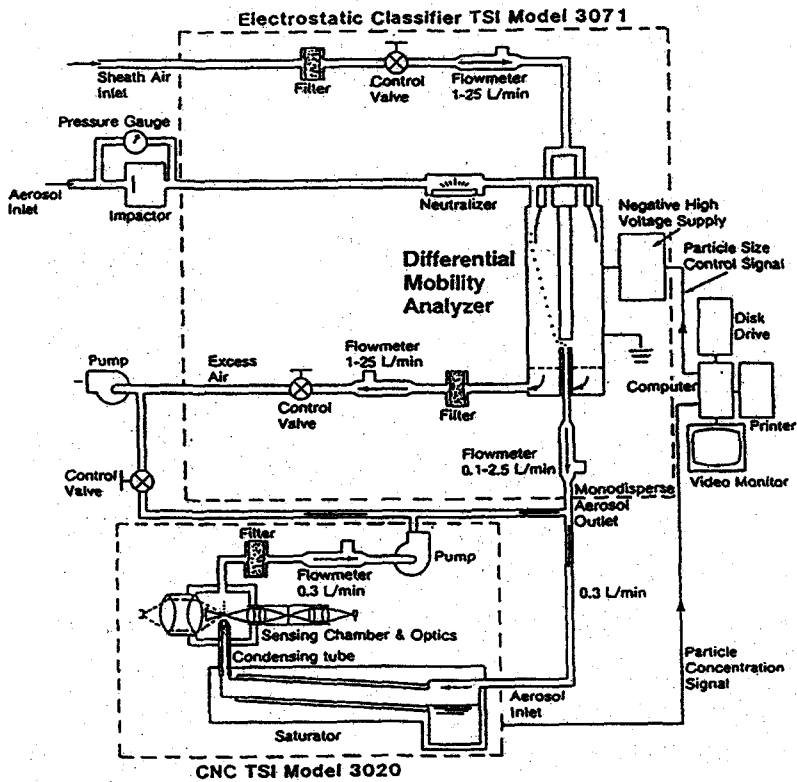 Electrostatic Classifier TSI Model 3071
Sheath Air
Inlet
Filter
Control
Valve
Flowmeter
1-25 L/min
Pressure Gauge
Aerosol
Inlet
Impactor
Neutralizer
Negative High
Voltage Supply
Particle Size
Control Signal
Differential
Mobility
Analyzer
Disk
Drive
Pump
Excess
Air
Flowmeter
1-25 L/min
Control
Valve
Filter
Computer
Printer
Video Monitor
Flowmeter
0.1-2.5 L/min
Control
Valve
Monodisperse
Aerosol
Outlet
Filter
Flowmeter
0.3 L/min
Pump
0.3 L/min
Sensing Chamber & Optics
Condensing tube
Particle
Concentration
Signal
Aerosol
Inlet
Saturator
CNC TSI Model 3020